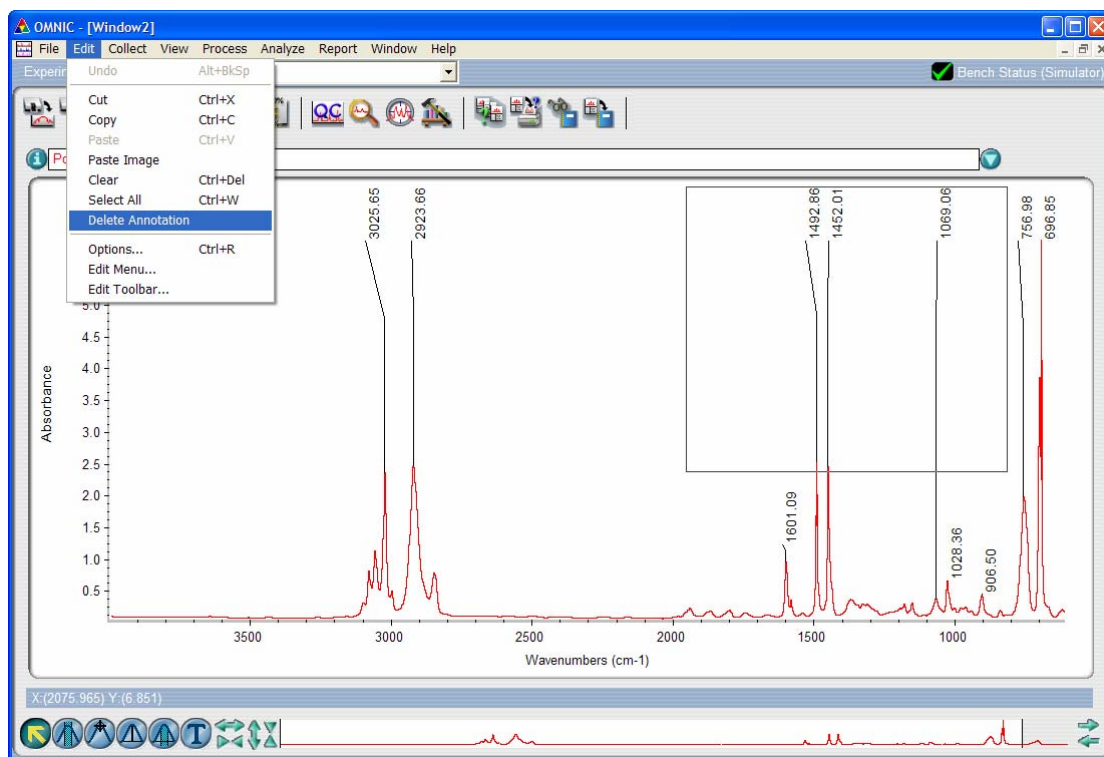 OMNIC - [Window2]
File Edit Collect View Process Analyze Report Window Help
Bench Status (Simulator)
Undo Alt+BkSp
Cut Ctrl+X
Copy Ctrl+C
Paste Ctrl+V
Paste Image
Clear Ctrl+Del
Select All Ctrl+W
Delete Annotation
Options... Ctrl+R
Edit Menu...
Edit Toolbar...
QC
3025.65
2923.66
1492.86
1452.01
1069.06
756.98
696.85
1601.09
1028.36
906.50
5.0
4.5
4.0
3.5
3.0
2.5
2.0
1.5
1.0
0.5
Absorbance
3500 3000 2500 2000 1500 1000
Wavenumbers (cm-1)
X:(2075.965) Y:(6.851)
T